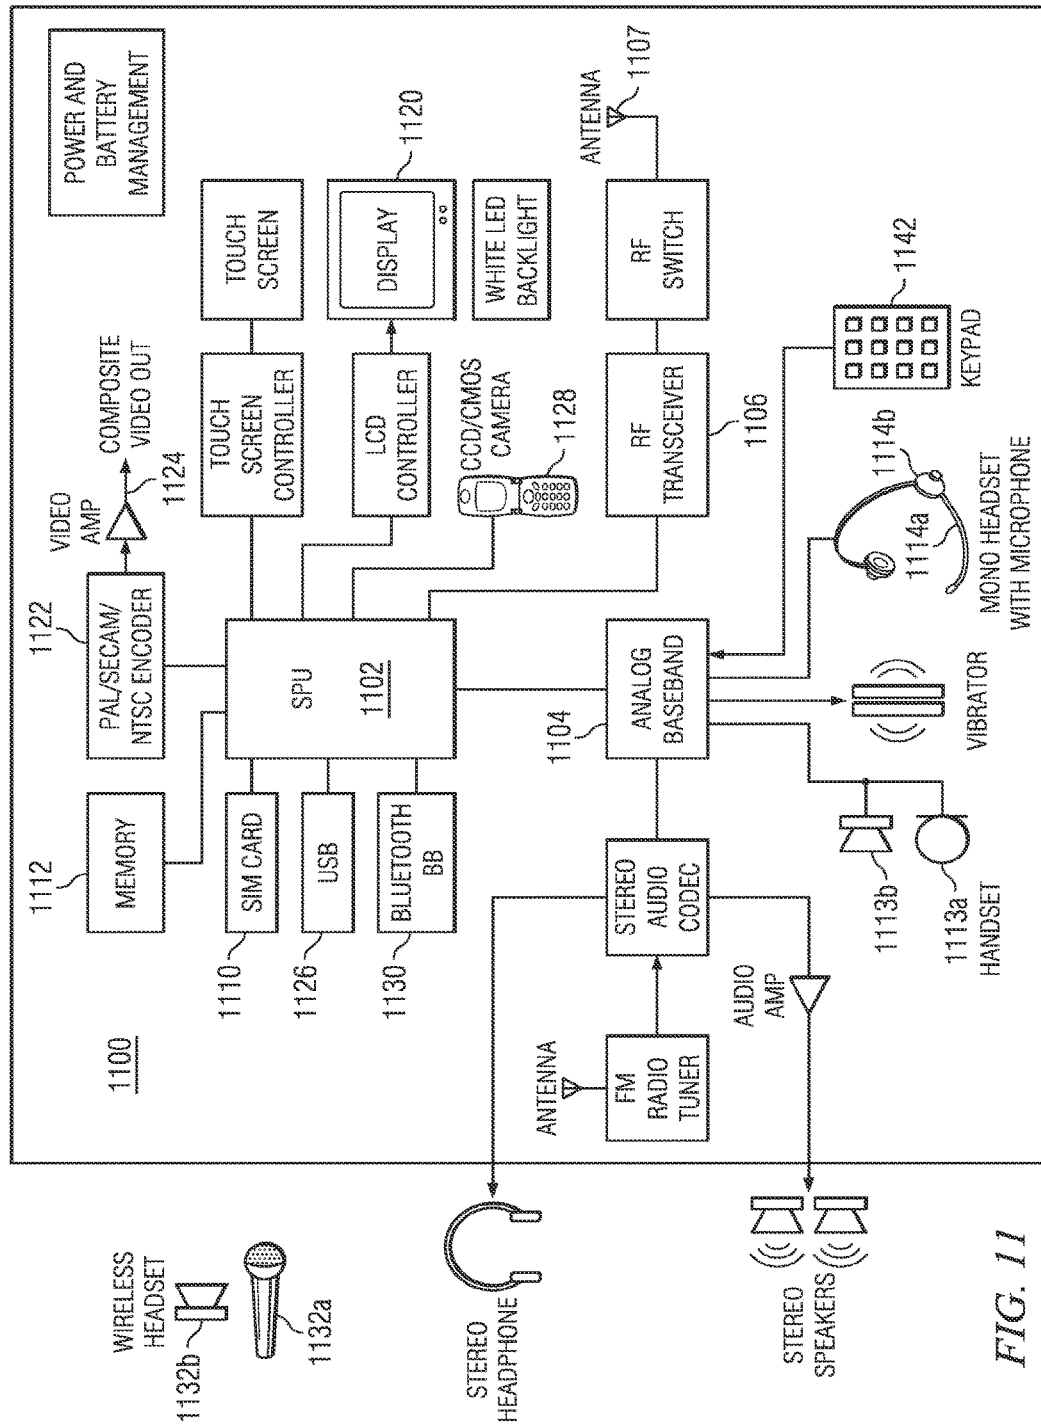 1100
POWER AND
BATTERY
MANAGEMENT
1112
MEMORY
1122
PAL/SECAM/
NTSC ENCODER
VIDEO
AMP
1124
COMPOSITE
VIDEO OUT
WIRELESS
HEADSET
1132b
1132a
1110
SIM CARD
1126
USB
1130
BLUETOOTH
BB
SPU
1102
TOUCH
SCREEN
CONTROLLER
TOUCH
SCREEN
LCD
CONTROLLER
DISPLAY
1120
CCD/CMOS
CAMERA
1128
WHITE LED
BACKLIGHT
STEREO
HEADPHONE
ANTENNA
FM
RADIO
TUNER
STEREO
AUDIO
CODEC
1104
ANALOG
BASEBAND
RF
TRANSCEIVER
1106
RF
SWITCH
ANTENNA
1107
AUDIO
AMP
STEREO
SPEAKERS
1113b
1113a
HANDSET
VIBRATOR
1114a
1114b
MONO HEADSET
WITH MICROPHONE
1142
KEYPAD
FIG. 11